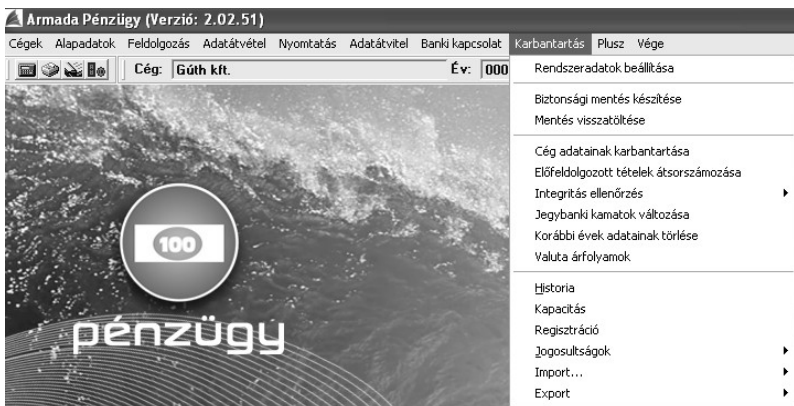 Armada Pénzügy (Verzió: 2.02.51)
Cégek Alapadatok Feldolgozás Adatátvétel Nyomtatás Adatátvitel Banki kapcsolat Karbantartás Plusz Vége
Cég: Gúth kft. Év: 000
Rendszeradatok beállítása
Biztonsági mentés készítése
Mentés visszatöltése
Cég adatainak karbantartása
Előfeldolgozott tételek átsorszámozása
Integritás ellenőrzés
Jegybanki kamatok változása
Korábbi évek adatainak törlése
Valuta árfolyamok
Historia
Kapacitás
Regisztráció
Jogosultságok
Import...
Export
100
pénzügy